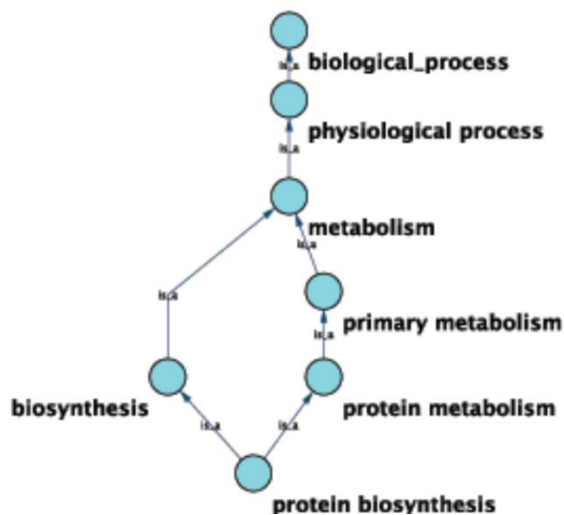 biological_process
is_a
physiological process
is_a
metabolism
is_a
is_a
primary metabolism
is_a
biosynthesis
protein metabolism
is_a
is_a
protein biosynthesis